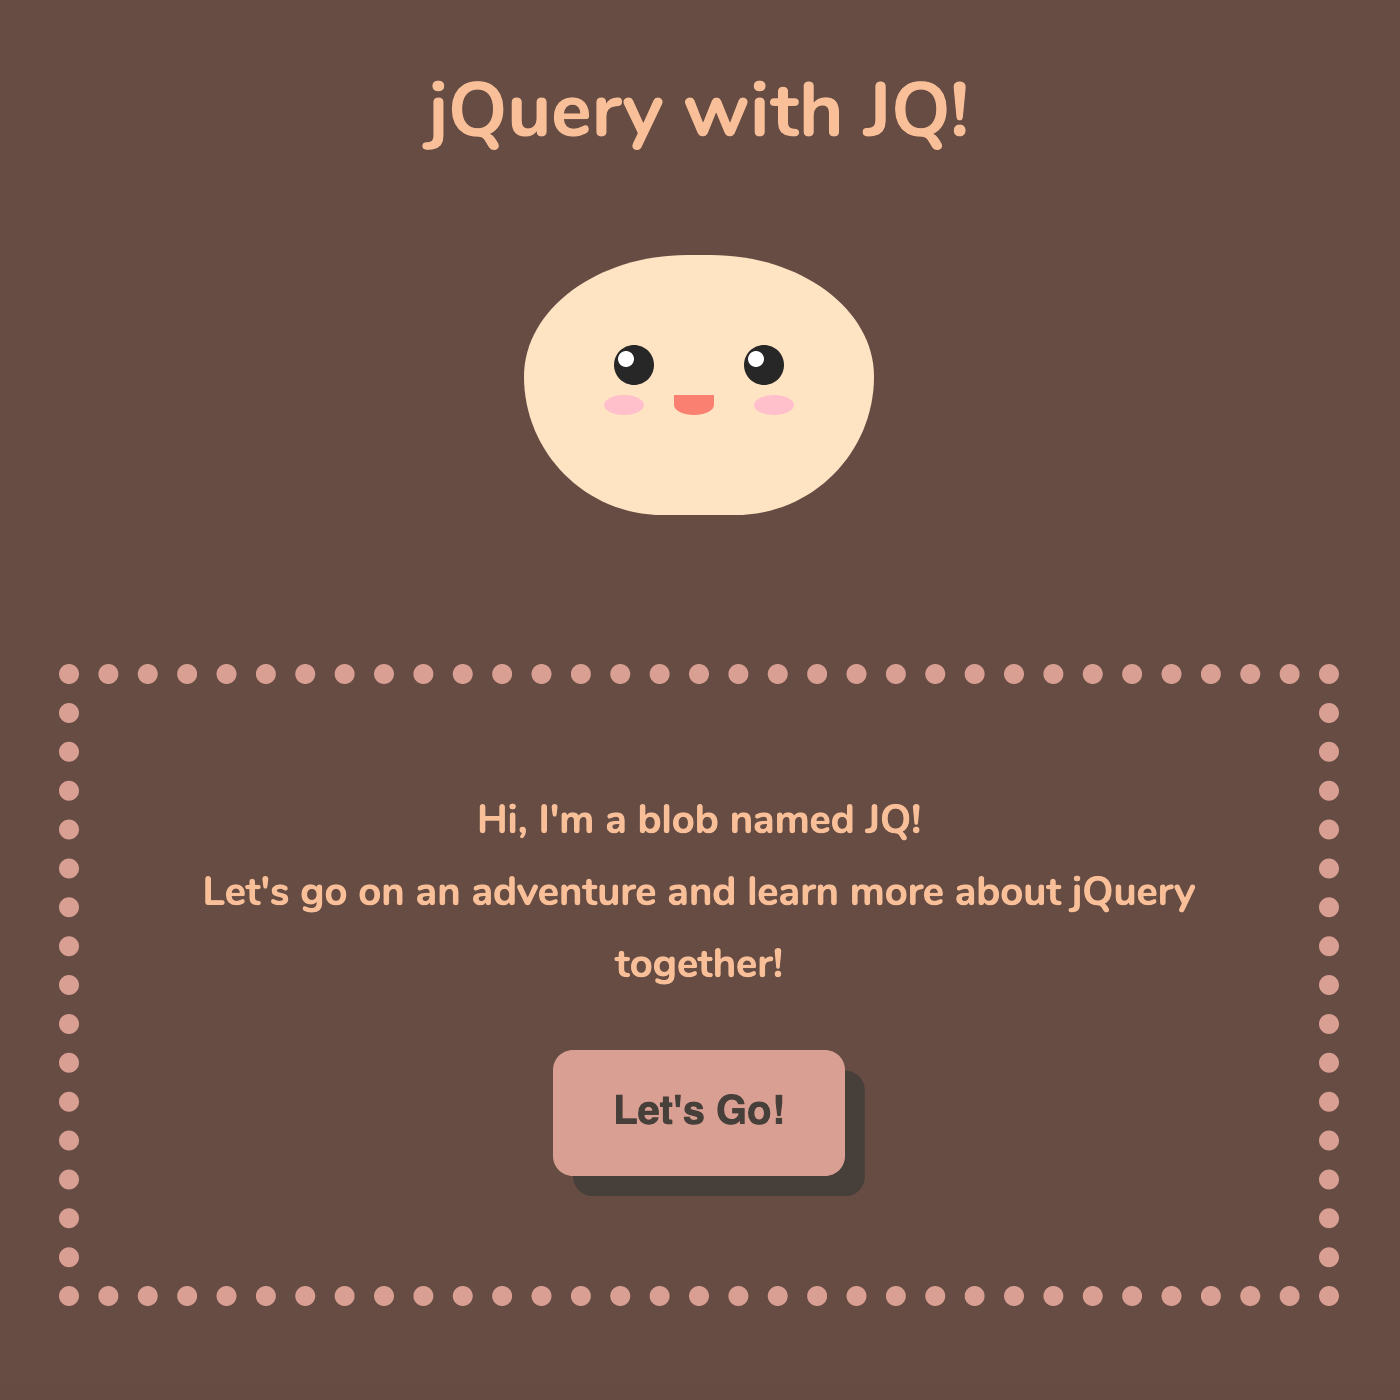 jQuery with JQ!
Hi, I'm a blob named JQ!
Let's go on an adventure and learn more about jQuery
together!
Let's Go!